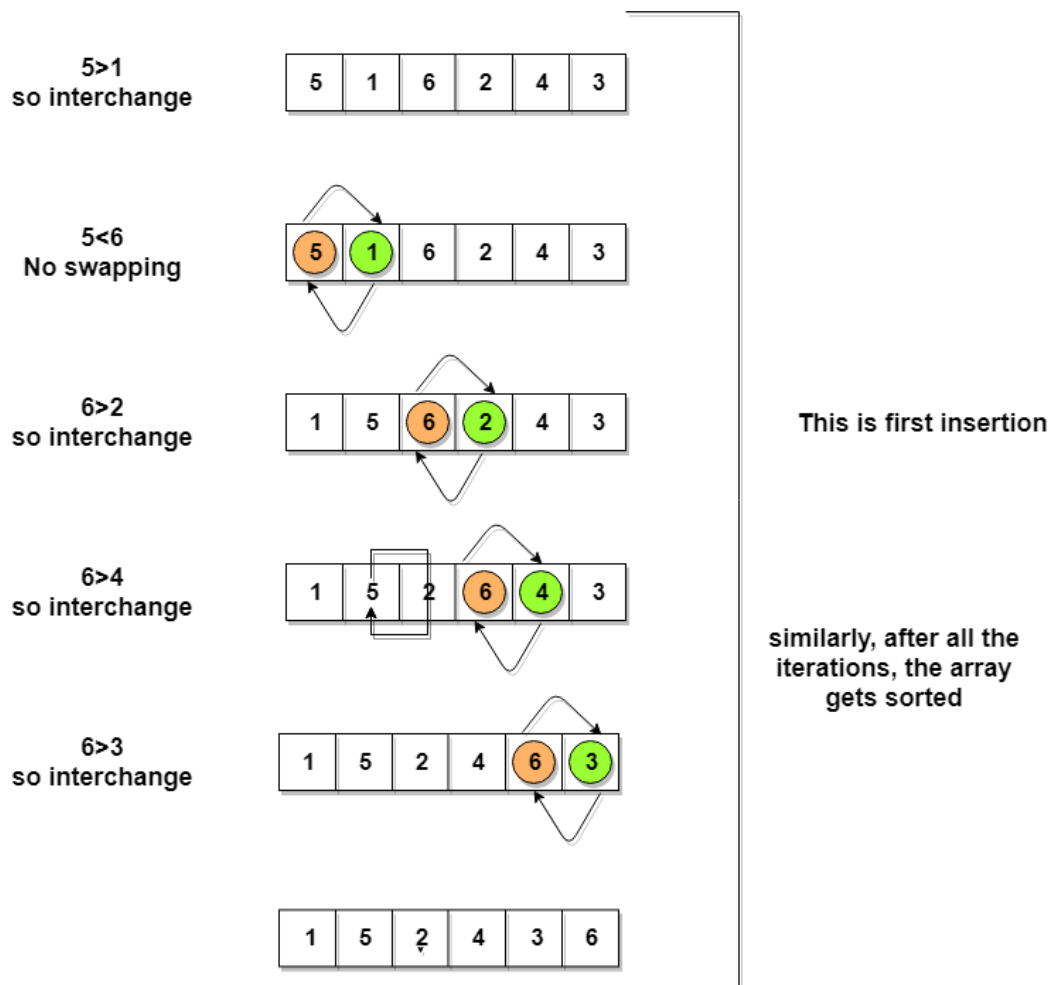 5>1
so interchange
5 1 6 2 4 3
5<6
No swapping
5 1 6 2 4 3
6>2
so interchange
1 5 6 2 4 3
This is first insertion
6>4
so interchange
1 5 2 6 4 3
similarly, after all the
iterations, the array
gets sorted
6>3
so interchange
1 5 2 4 6 3
1 5 2 4 3 6